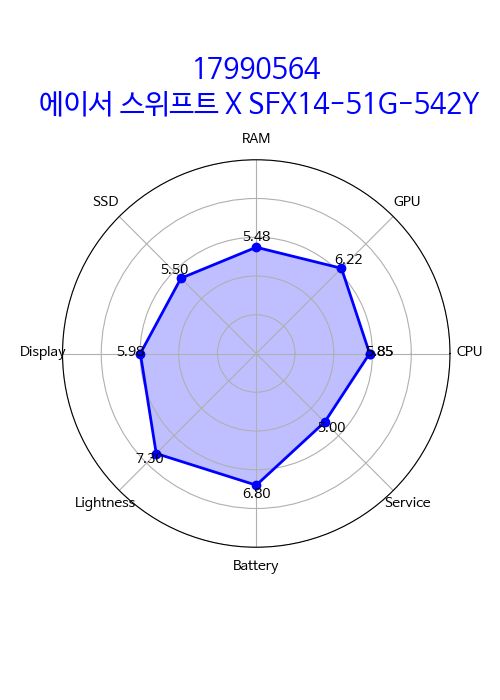 17990564
에이서 스위프트 X SFX14-51G-542Y
RAM
SSD
GPU
5.48
5.50
6.22
Display
5.98
5.85
CPU
7.30
5.00
6.80
Lightness
Service
Battery